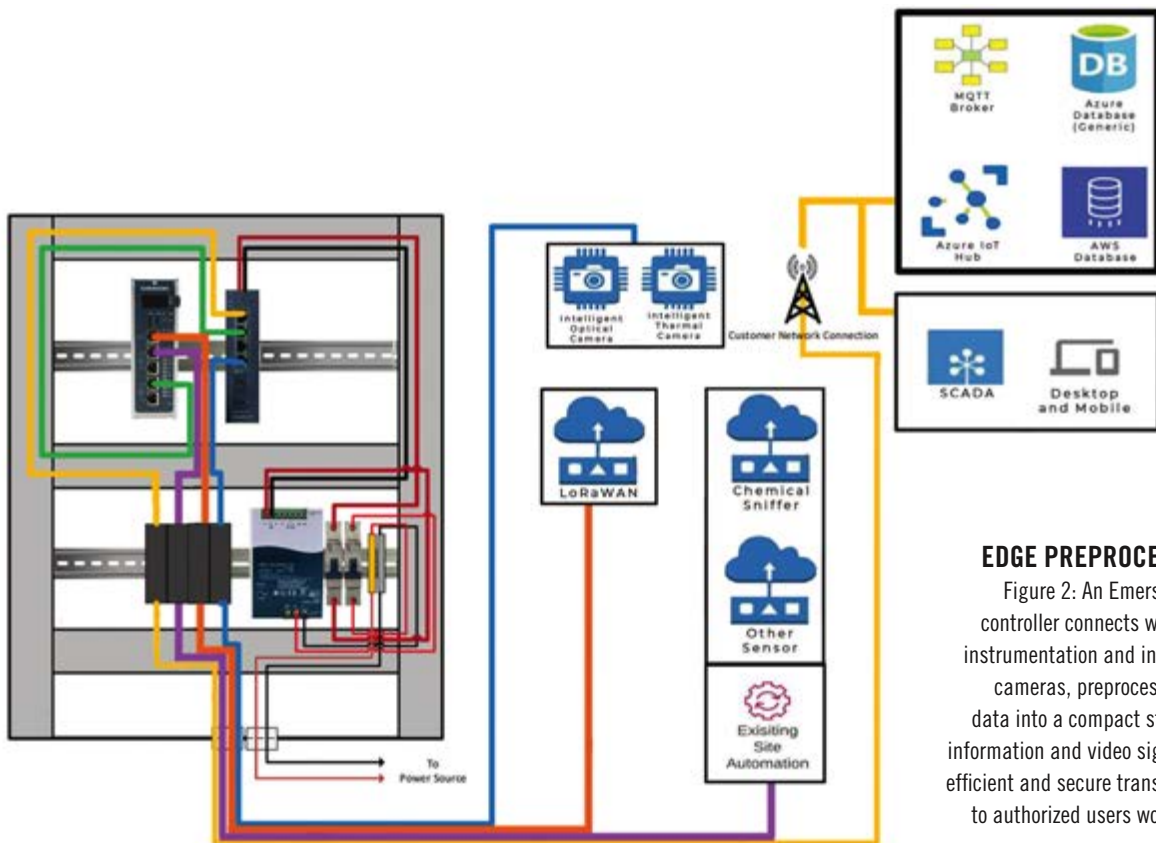 MQTT
Broker
Azure
Database
(Generic)
DB
Azure IoT
Hub
AWS
Database
Intelligent
Optical
Camera
Intelligent
Thermal
Camera
Customer Network Connection
SCADA
Desktop
and Mobile
LoRaWAN
Chemical
Sniffer
Other
Sensor
Exisiting
Site
Automation
To
Power Source
EDGE PREPROCE
Figure 2: An Emers
controller connects w
instrumentation and in
cameras, preproces
data into a compact s
information and video sig
efficient and secure trans
to authorized users wo